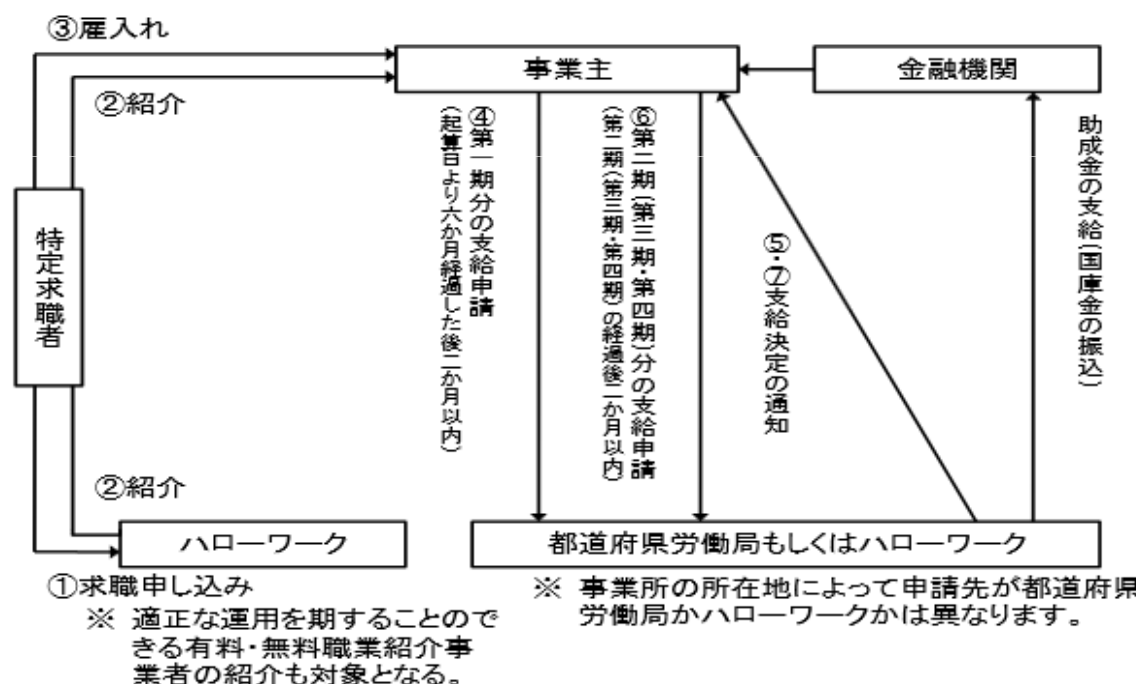 ③雇入れ
事業主
金融機関
②紹介
④第一期分の支給申請
(起算日より六か月経過した後二か月以内)
⑥第二期(第三期・第四期)分の支給申請
(第二期(第三期・第四期)の経過後二か月以内)
⑤・⑦支給決定の通知
助成金の支給(国庫金の振込)
特定求職者
②紹介
ハローワーク
都道府県労働局もしくはハローワーク
①求職申し込み
※ 適正な運用を期することので
きる有料・無料職業紹介事
業者の紹介も対象となる。
※ 事業所の所在地によって申請先が都道府県
労働局かハローワークかは異なります。